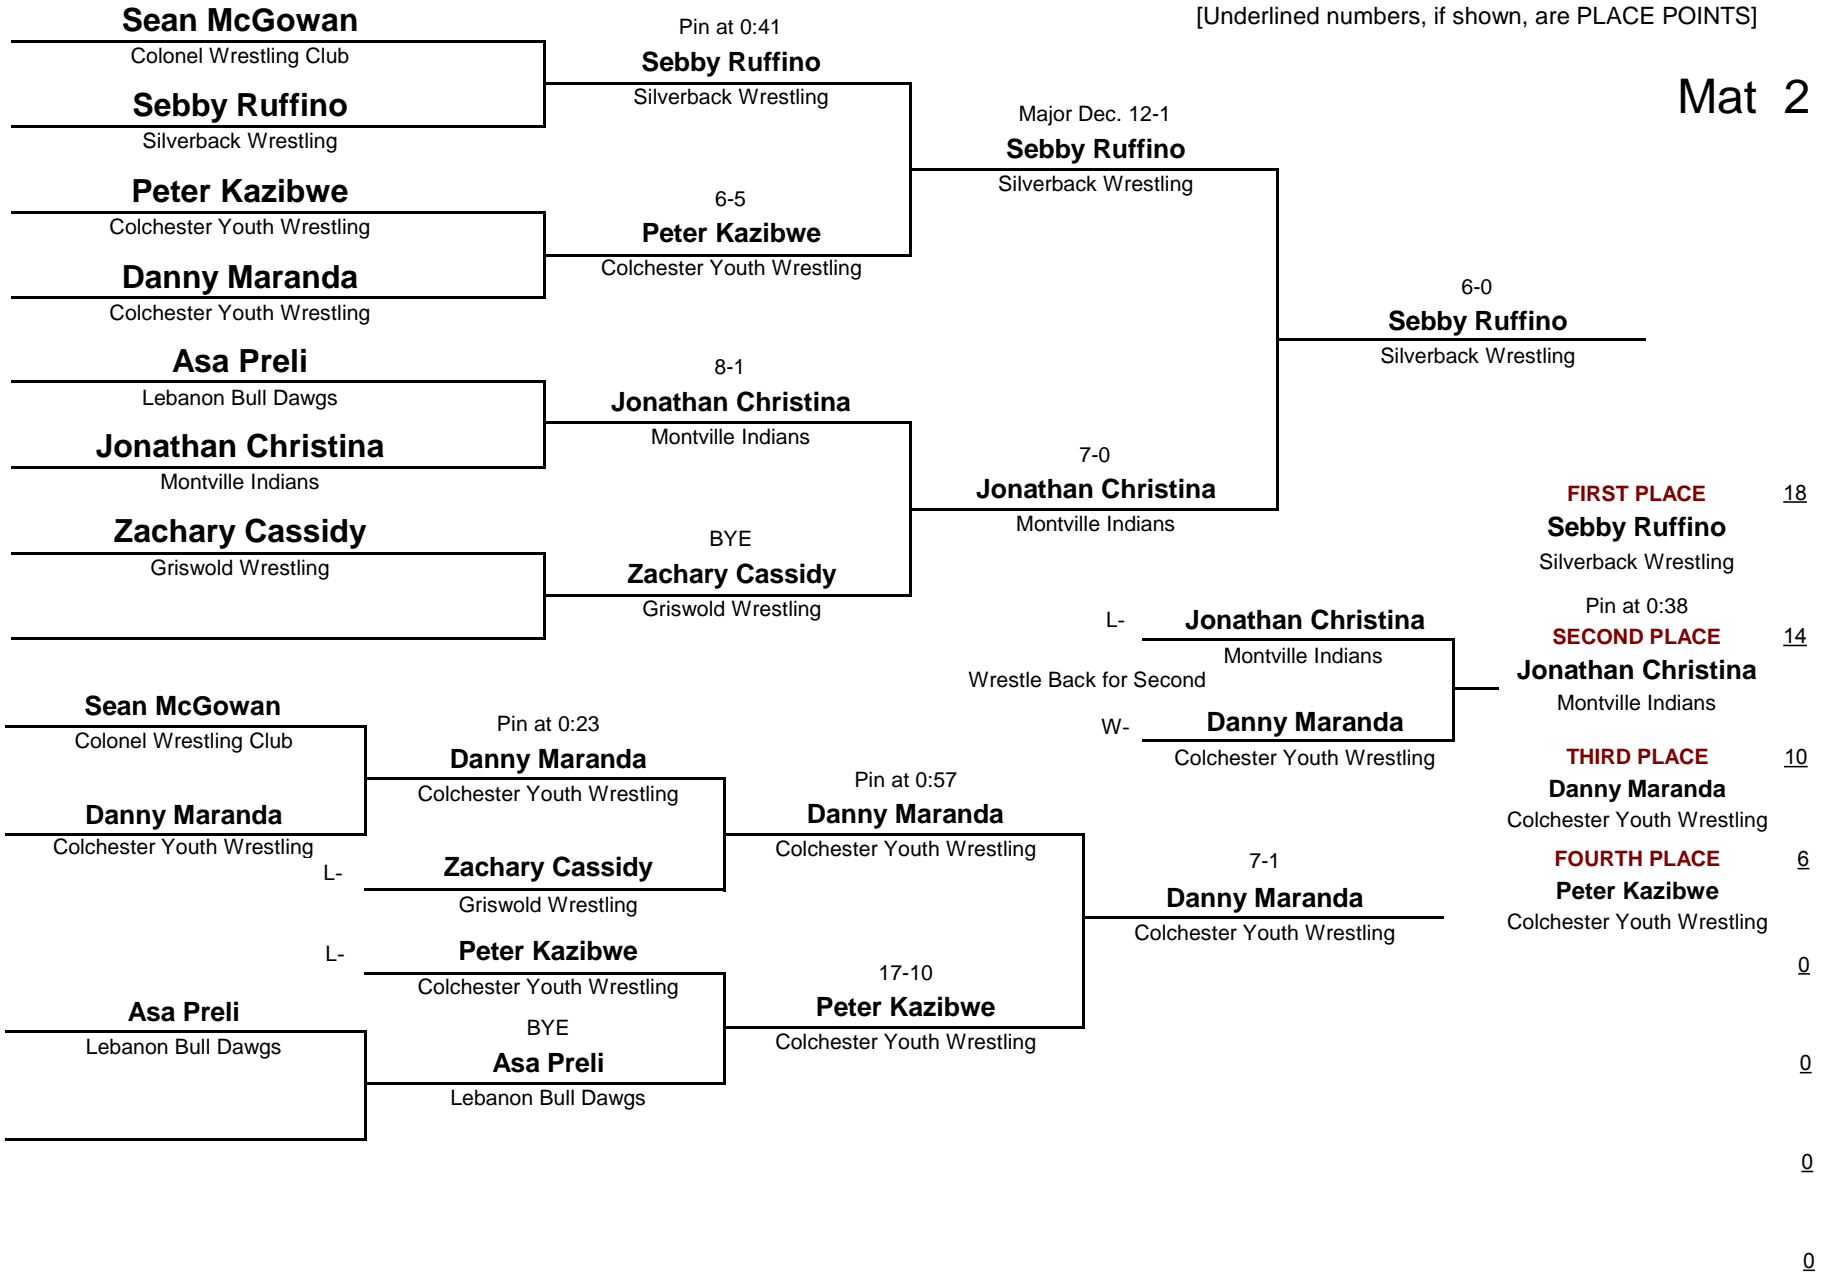 [Underlined numbers, if shown, are PLACE POINTS]
Mat 2
Sean McGowan
Colonel Wrestling Club
Sebby Ruffino
Silverback Wrestling
Peter Kazibwe
Colchester Youth Wrestling
Danny Maranda
Colchester Youth Wrestling
Asa Preli
Lebanon Bull Dawgs
Jonathan Christina
Montville Indians
Zachary Cassidy
Griswold Wrestling
Pin at 0:41
Sebby Ruffino
Silverback Wrestling
6-5
Peter Kazibwe
Colchester Youth Wrestling
8-1
Jonathan Christina
Montville Indians
BYE
Zachary Cassidy
Griswold Wrestling
Major Dec. 12-1
Sebby Ruffino
Silverback Wrestling
7-0
Jonathan Christina
Montville Indians
6-0
Sebby Ruffino
Silverback Wrestling
Sean McGowan
Colonel Wrestling Club
Danny Maranda
Colchester Youth Wrestling
Asa Preli
Lebanon Bull Dawgs
Pin at 0:23
Danny Maranda
Colchester Youth Wrestling
L-
Zachary Cassidy
Griswold Wrestling
L-
Peter Kazibwe
Colchester Youth Wrestling
BYE
Asa Preli
Lebanon Bull Dawgs
Pin at 0:57
Danny Maranda
Colchester Youth Wrestling
17-10
Peter Kazibwe
Colchester Youth Wrestling
7-1
Danny Maranda
Colchester Youth Wrestling
L-
Jonathan Christina
Montville Indians
Wrestle Back for Second
W-
Danny Maranda
Colchester Youth Wrestling
FIRST PLACE 18
Sebby Ruffino
Silverback Wrestling
Pin at 0:38
SECOND PLACE 14
Jonathan Christina
Montville Indians
THIRD PLACE 10
Danny Maranda
Colchester Youth Wrestling
FOURTH PLACE 6
Peter Kazibwe
Colchester Youth Wrestling
0
0
0
0